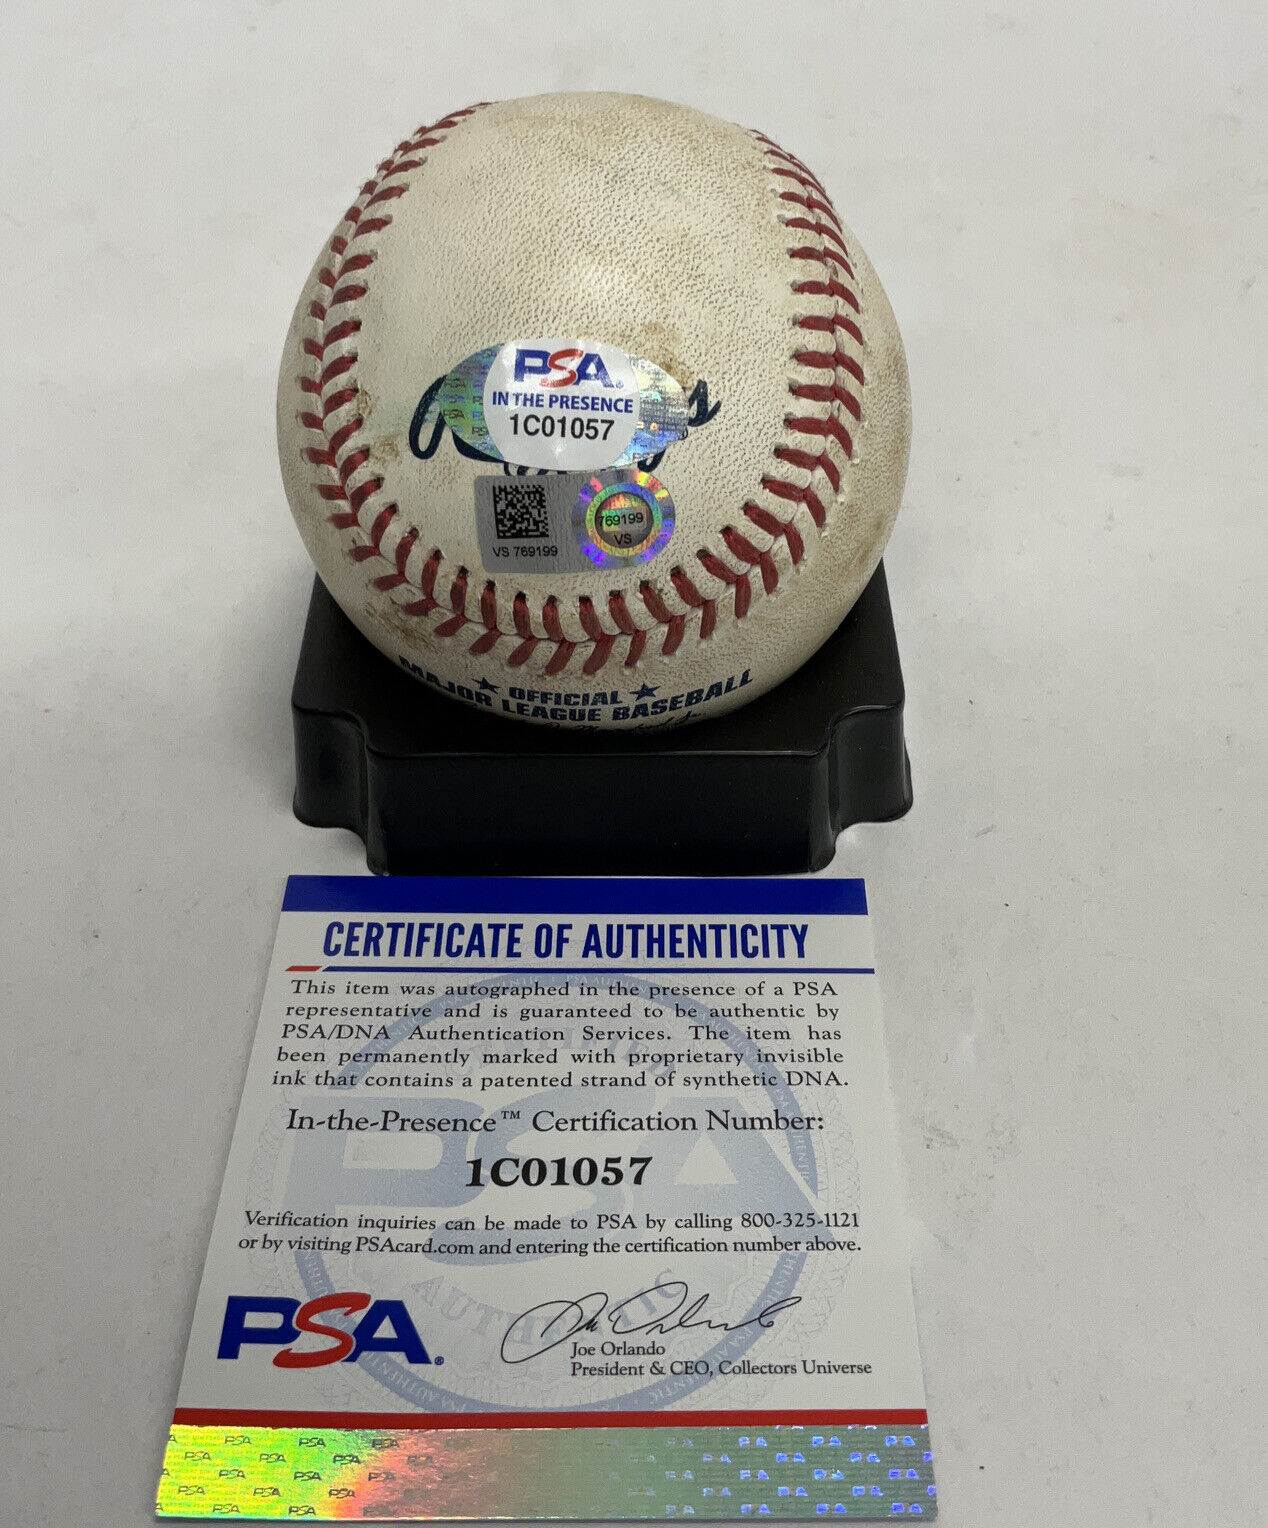 PSA
IN THE PRESENCE
1C01057
769199
VS
VS 769199
OFFICIAL
MAJOR LEAGUE BASEBALL
CERTIFICATE OF AUTHENTICITY
This item was autographed in the presence of a PSA
representative and is guaranteed to be authentic by
PSA/DNA Authentication Services. The item has
been permanently marked with proprietary invisible
ink that contains a patented strand of synthetic DNA.
In-the-Presence™ Certification Number:
1C01057
Verification inquiries can be made to PSA by calling 800-325-1121
or by visiting PSAcard.com and entering the certification number above.
PSA®
Joe Orlando
President & CEO, Collectors Universe